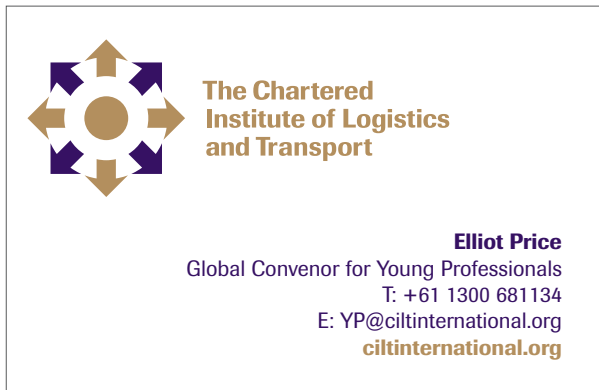 The Chartered
Institute of Logistics
and Transport
Elliot Price
Global Convenor for Young Professionals
T: +61 1300 681134
E: YP@ciltinternational.org
ciltinternational.org